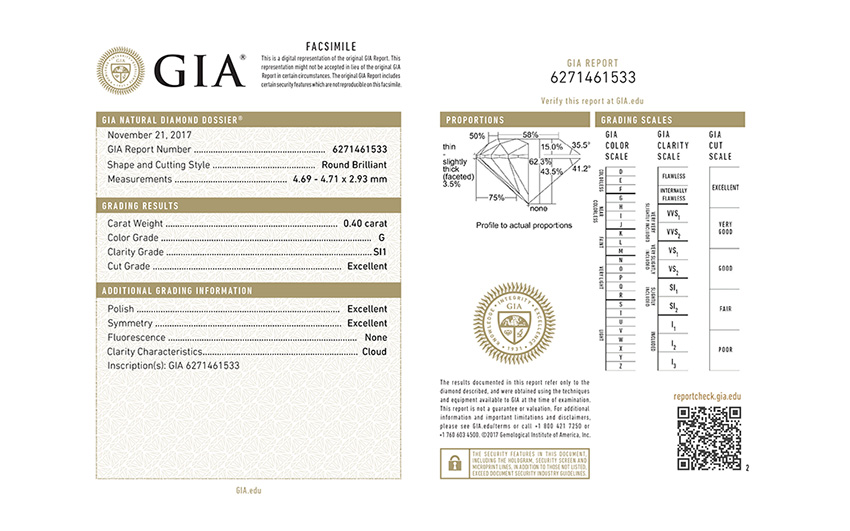 FACSIMILE
This is a digital representation of the original GIA Report. This
representation might not be accepted in lieu of the original GIA
Report in certain circumstances. The original GIA Report includes
certain security features which are not reproducible on this facsimile.
GIA®
GIA NATURAL DIAMOND DOSSIER®
November 21, 2017
GIA Report Number 6271461533
Shape and Cutting Style Round Brilliant
Measurements 4.69 - 4.71 x 2.93 mm
GRADING RESULTS
Carat Weight 0.40 carat
Color Grade G
Clarity Grade SI1
Cut Grade Excellent
ADDITIONAL GRADING INFORMATION
Polish Excellent
Symmetry Excellent
Fluorescence None
Clarity Characteristics Cloud
Inscription(s): GIA 6271461533
GIA.edu
GIA REPORT
6271461533
Verify this report at GIA.edu
PROPORTIONS
50%
58%
thin
-
slightly
thick
(faceted)
3.5%
15.0%
35.5°
62.3%
43.5%
41.2°
75%
none
Profile to actual proportions
KNOWLEDGE • INTEGRITY • EXCELLENCE
GIA
1931
The results documented in this report refer only to the
diamond described, and were obtained using the techniques
and equipment available to GIA at the time of examination.
This report is not a guarantee or valuation. For additional
information and important limitations and disclaimers,
please see GIA.edu/terms or call +1 800 421 7250 or
+1 760 603 4500. ©2017 Gemological Institute of America, Inc.
THE SECURITY FEATURES IN THIS DOCUMENT,
INCLUDING THE HOLOGRAM, SECURITY SCREEN AND
MICROPRINT LINES, IN ADDITION TO THOSE NOT LISTED,
EXCEED DOCUMENT SECURITY INDUSTRY GUIDELINES.
GRADING SCALES
GIA
COLOR
SCALE
COLORLESS
D
E
F
NEAR
COLORLESS
G
H
I
J
FAINT
K
L
M
VERY LIGHT
N
O
P
Q
R
LIGHT
S
T
U
V
W
X
Y
Z
GIA
CLARITY
SCALE
FLAWLESS
INTERNALLY
FLAWLESS
VERY VERY
SLIGHTLY INCLUDED
VVS1
VVS2
VERY SLIGHTLY
INCLUDED
VS1
VS2
SLIGHTLY
INCLUDED
SI1
SI2
INCLUDED
I1
I2
I3
GIA
CUT
SCALE
EXCELLENT
VERY
GOOD
GOOD
FAIR
POOR
reportcheck.gia.edu
2